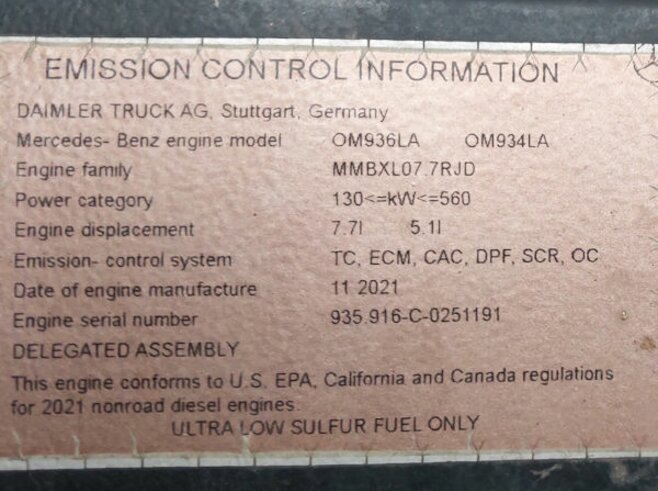 EMISSION CONTROL INFORMATION
DAIMLER TRUCK AG, Stuttgart, Germany
Mercedes- Benz engine model OM936LA OM934LA
Engine family MMBXL07.7RJD
Power category 130<=kW<=560
Engine displacement 7.7l 5.1l
Emission- control system TC, ECM, CAC, DPF, SCR, OC
Date of engine manufacture 11 2021
Engine serial number 935.916-C-0251191
DELEGATED ASSEMBLY
This engine conforms to U.S. EPA, California and Canada regulations
for 2021 nonroad diesel engines.
ULTRA LOW SULFUR FUEL ONLY